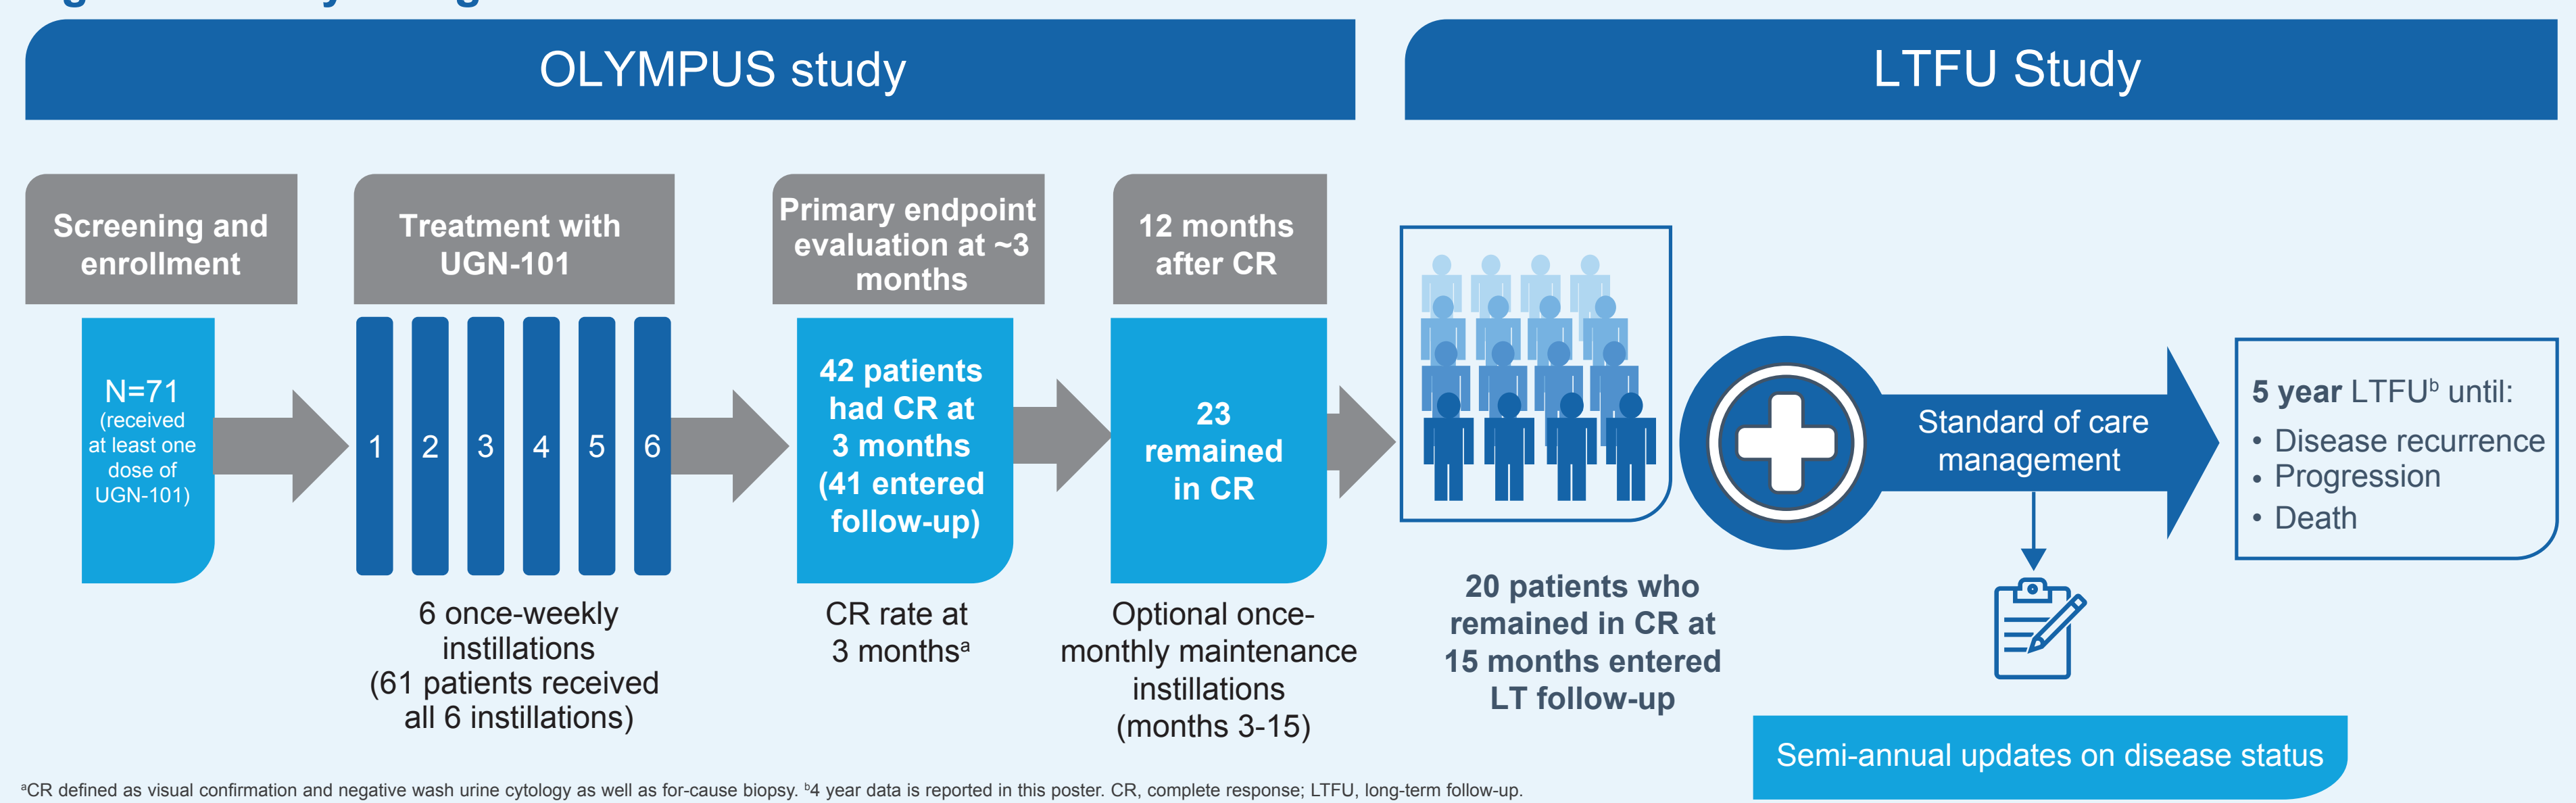 OLYMPUS study
LTFU Study
Screening and
enrollment
Treatment with
UGN-101
Primary endpoint
evaluation at ~3
months
12 months
after CR
N=71
(received
at least one
dose of
UGN-101)
1 2 3 4 5 6
6 once-weekly
instillations
(61 patients received
all 6 instillations)
42 patients
had CR at
3 months
(41 entered
follow-up)
CR rate at
3 monthsᵃ
23
remained
in CR
Optional once-
monthly maintenance
instillations
(months 3-15)
20 patients who
remained in CR at
15 months entered
LT follow-up
Standard of care
management
Semi-annual updates on disease status
5 year LTFUᵇ until:
• Disease recurrence
• Progression
• Death
ᵃCR defined as visual confirmation and negative wash urine cytology as well as for-cause biopsy. ᵇ4 year data is reported in this poster. CR, complete response; LTFU, long-term follow-up.